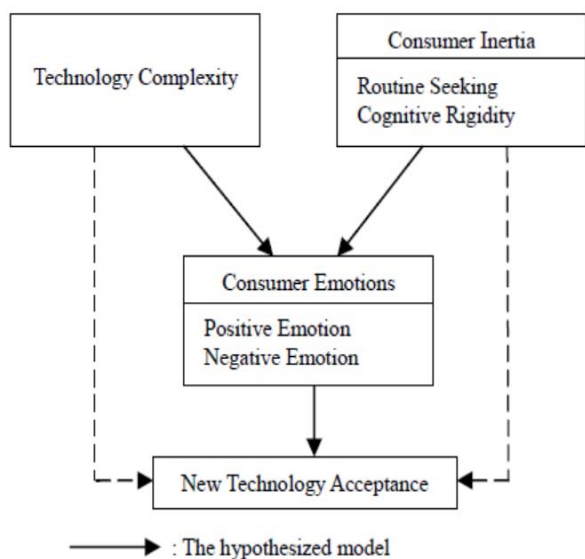 Technology Complexity
Consumer Inertia
Routine Seeking
Cognitive Rigidity
Consumer Emotions
Positive Emotion
Negative Emotion
New Technology Acceptance
: The hypothesized model